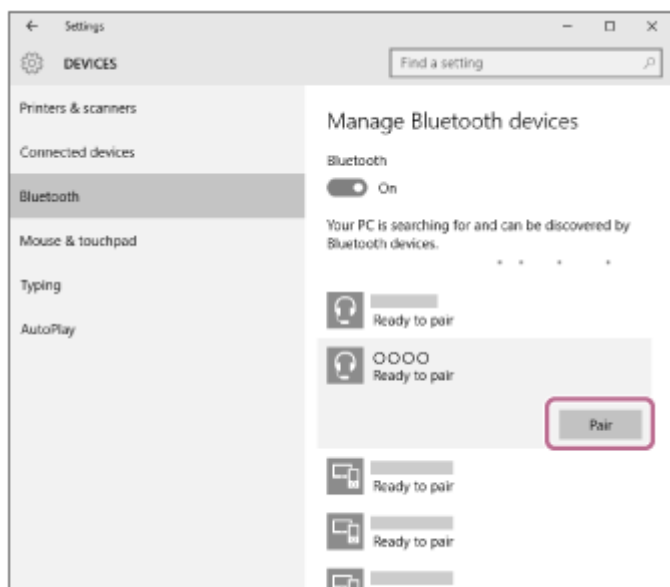 Settings
DEVICES
Find a setting
Printers & scanners
Connected devices
Bluetooth
Mouse & touchpad
Typing
AutoPlay
Manage Bluetooth devices
Bluetooth
On
Your PC is searching for and can be discovered by
Bluetooth devices.
Ready to pair
OOOO
Ready to pair
Pair
Ready to pair
Ready to pair